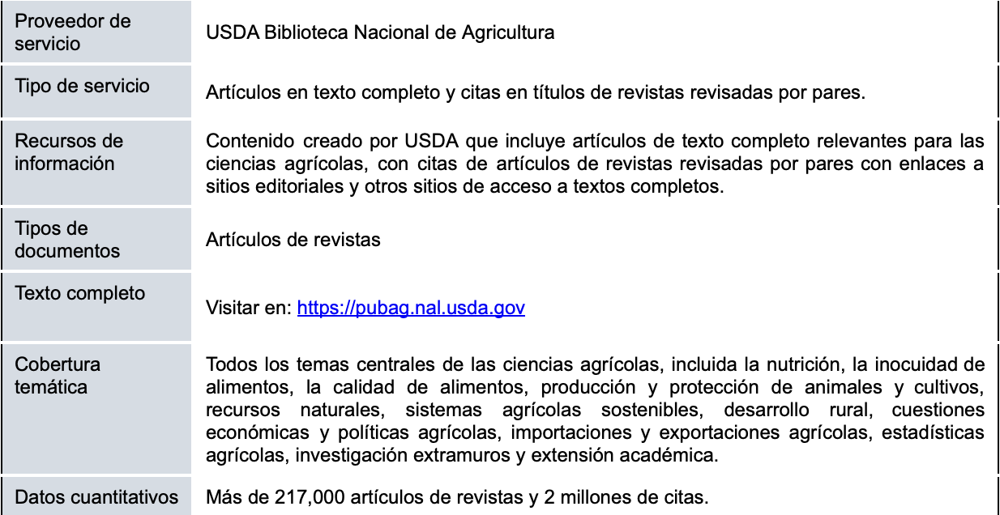 Proveedor de
servicio
USDA Biblioteca Nacional de Agricultura
Tipo de servicio
Artículos en texto completo y citas en títulos de revistas revisadas por pares.
Recursos de
información
Contenido creado por USDA que incluye artículos de texto completo relevantes para las
ciencias agrícolas, con citas de artículos de revistas revisadas por pares con enlaces a
sitios editoriales y otros sitios de acceso a textos completos.
Tipos de
documentos
Artículos de revistas
Texto completo
Visitar en: https://pubag.nal.usda.gov
Cobertura
temática
Todos los temas centrales de las ciencias agrícolas, incluida la nutrición, la inocuidad de
alimentos, la calidad de alimentos, producción y protección de animales y cultivos,
recursos naturales, sistemas agrícolas sostenibles, desarrollo rural, cuestiones
económicas y políticas agrícolas, importaciones y exportaciones agrícolas, estadísticas
agrícolas, investigación extramuros y extensión académica.
Datos cuantitativos
Más de 217,000 artículos de revistas y 2 millones de citas.